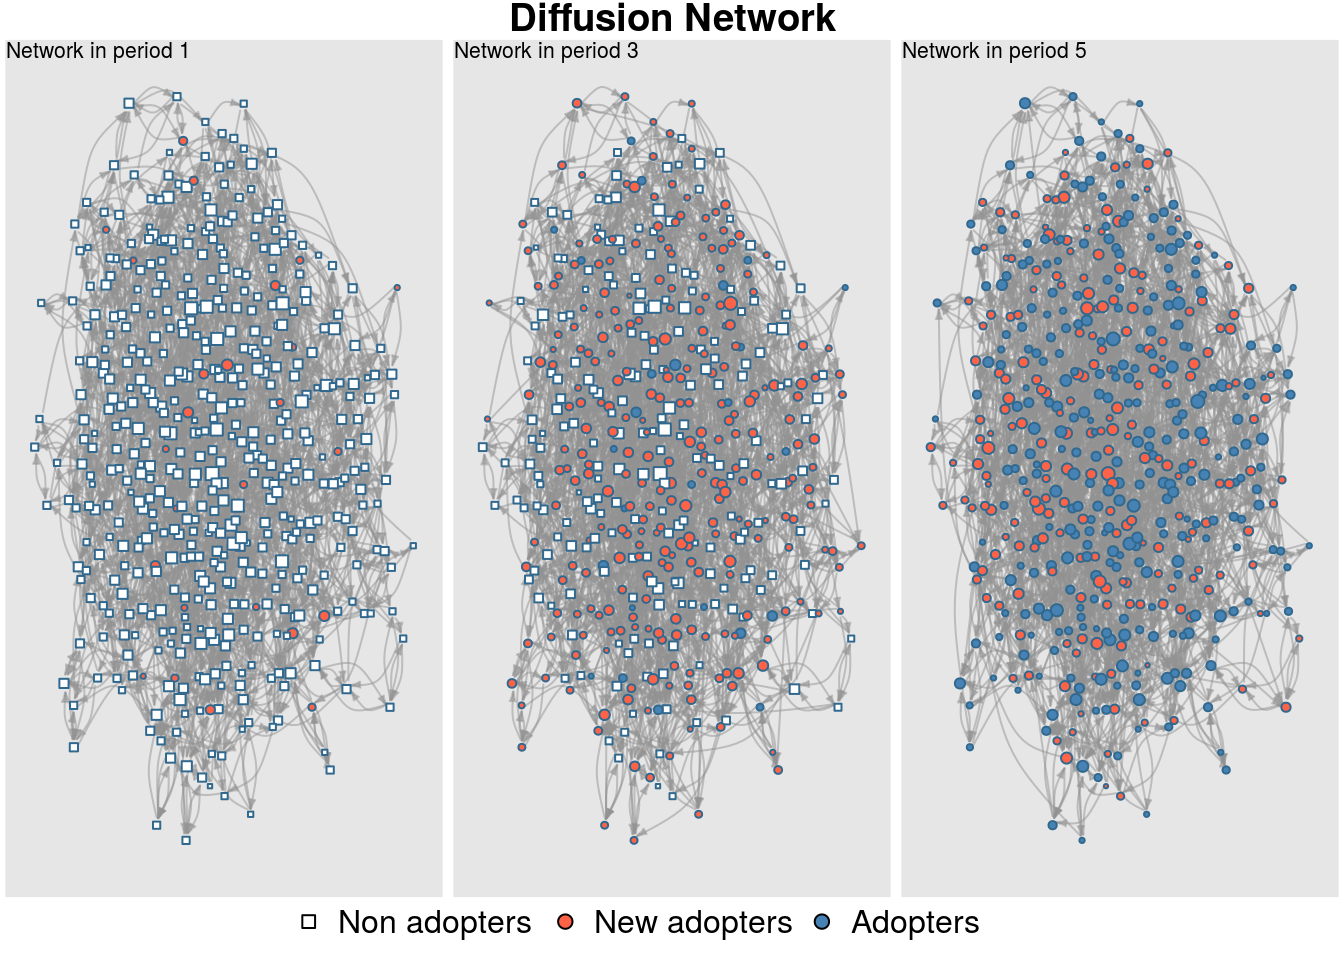 Diffusion Network
Network in period 1
Network in period 3
Network in period 5
Non adopters
New adopters
Adopters